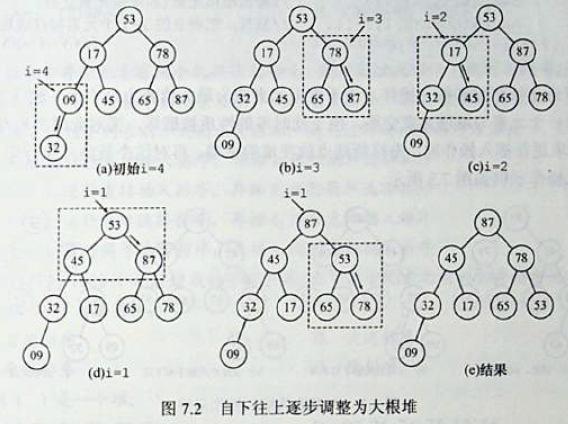 53
i=3
i=2
53
53
17 78
17 78
17 87
i=4
09 45 65 87
32 45 65 87
32 45 65 78
32
09
09
(a)初始i=4
(b)i=3
(c)i=2
i=1
i=1
53
87
87
45 87
45 53
45 78
32 17 65 78
32 17 65 78
32 17 65 53
09
09
09
(d)i=1
(e)结果
图 7.2 自下往上逐步调整为大根堆